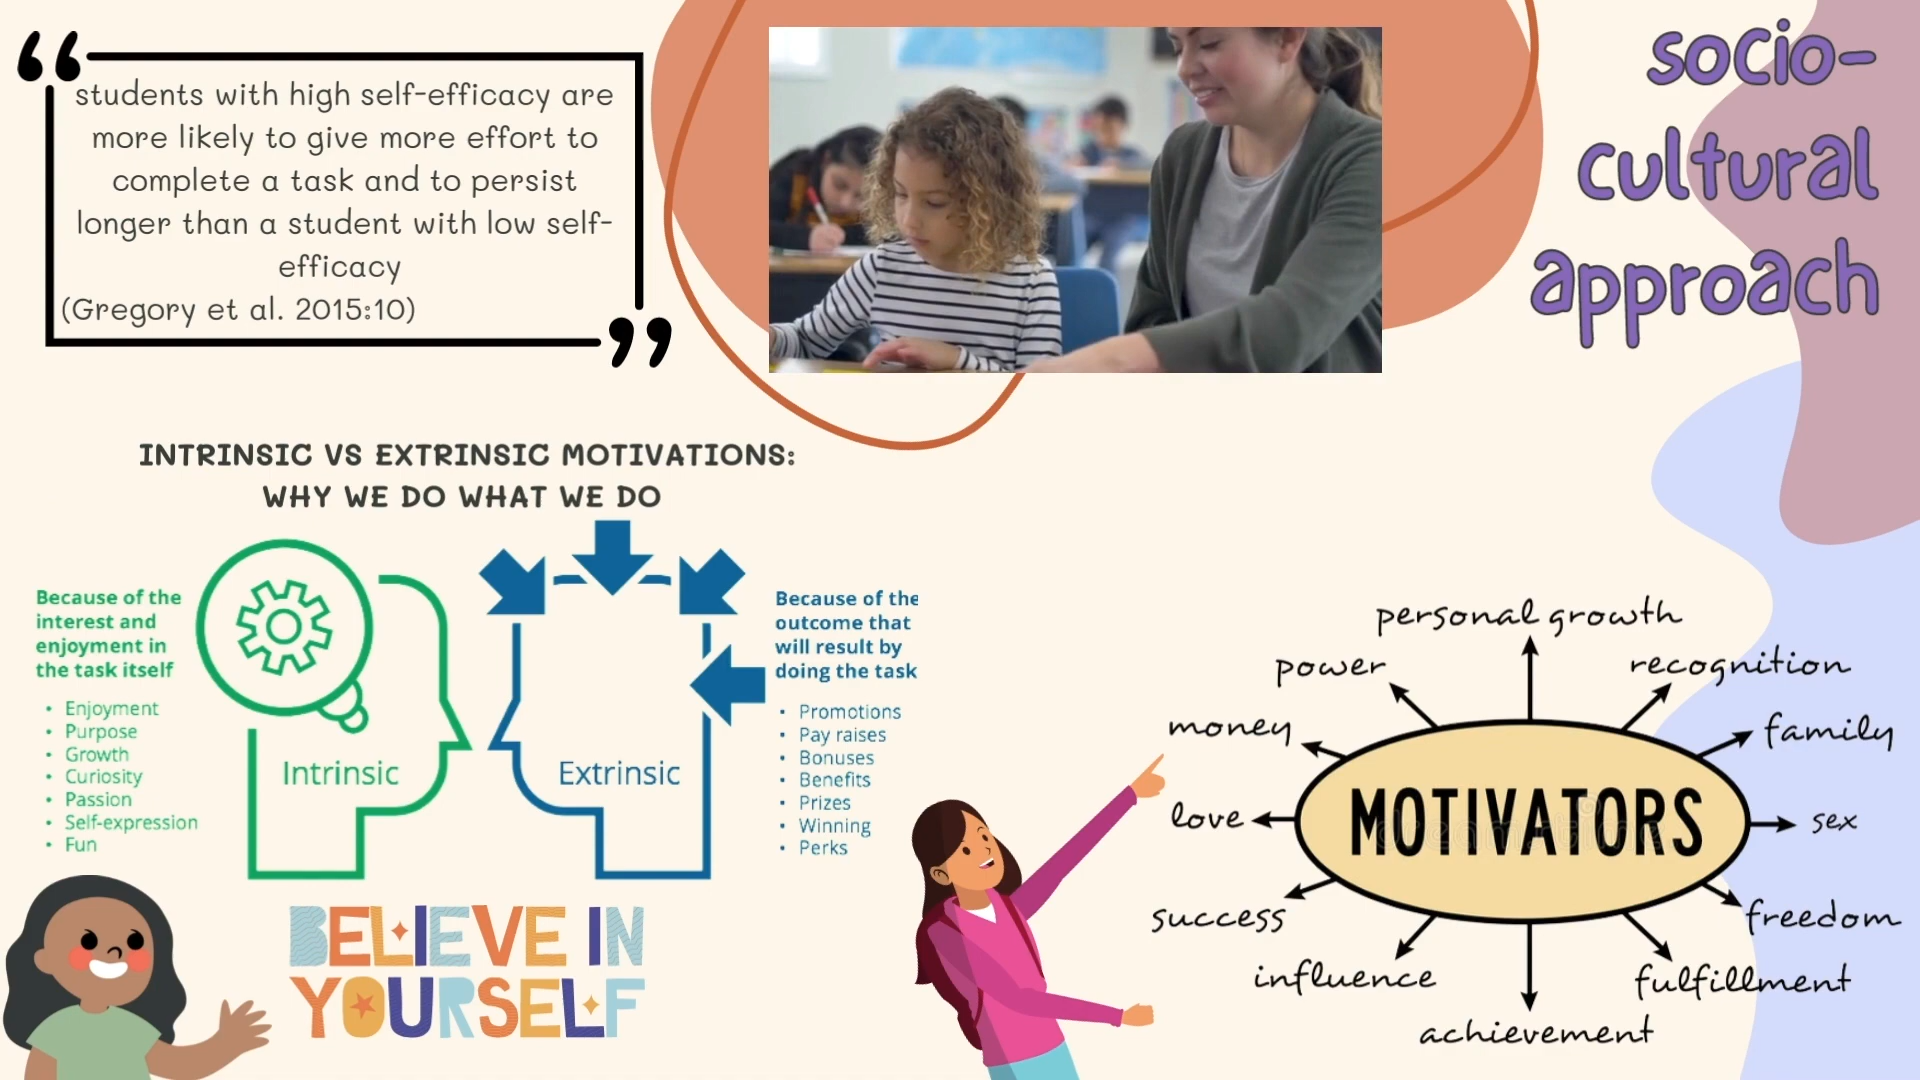 “
students with high self-efficacy are
more likely to give more effort to
complete a task and to persist
longer than a student with low self-
efficacy
(Gregory et al. 2015:10)
”
socio-
cultural
approach
INTRINSIC VS EXTRINSIC MOTIVATIONS:
WHY WE DO WHAT WE DO
Because of the
interest and
enjoyment in
the task itself
• Enjoyment
• Purpose
• Growth
• Curiosity
• Passion
• Self-expression
• Fun
Intrinsic
Extrinsic
Because of the
outcome that
will result by
doing the task
• Promotions
• Pay raises
• Bonuses
• Benefits
• Prizes
• Winning
• Perks
BELIEVE IN
YOURSELF
personal growth
power
recognition
money
family
love
MOTIVATORS
sex
success
freedom
influence
fulfillment
achievement